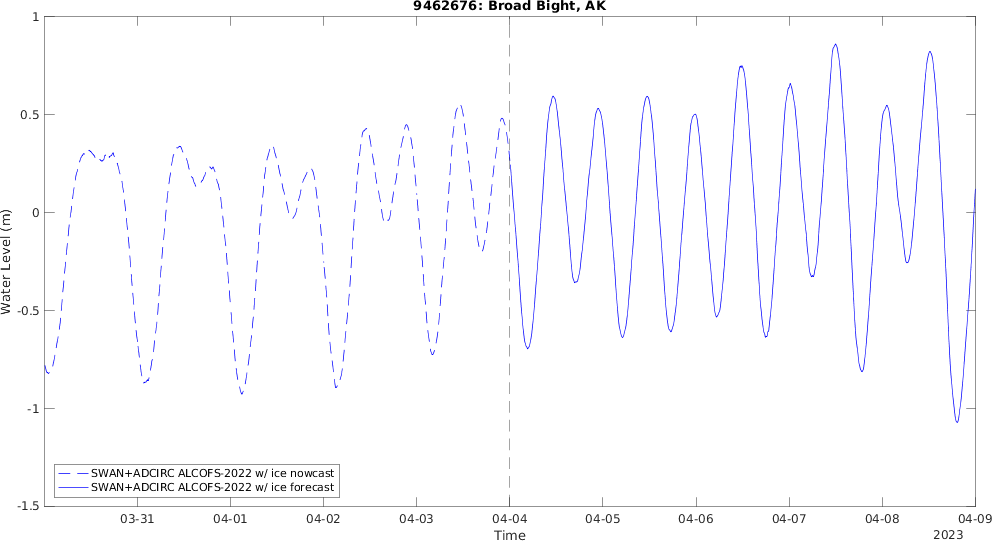 9462676: Broad Bight, AK
1
0.5
0
-0.5
-1
-1.5
Water Level (m)
SWAN+ADCIRC ALCOFS-2022 w/ ice nowcast
SWAN+ADCIRC ALCOFS-2022 w/ ice forecast
03-31 04-01 04-02 04-03 04-04 04-05 04-06 04-07 04-08 04-09
Time
2023